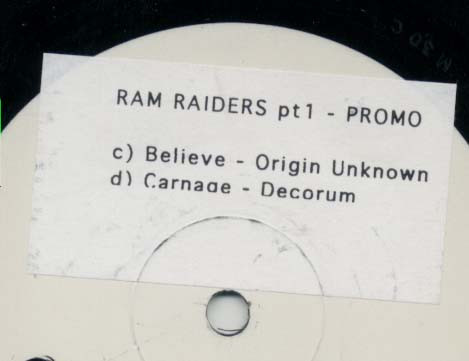 RAM RAIDERS pt1 - PROMO
c) Believe - Origin Unknown
d) Carnage - Decorum